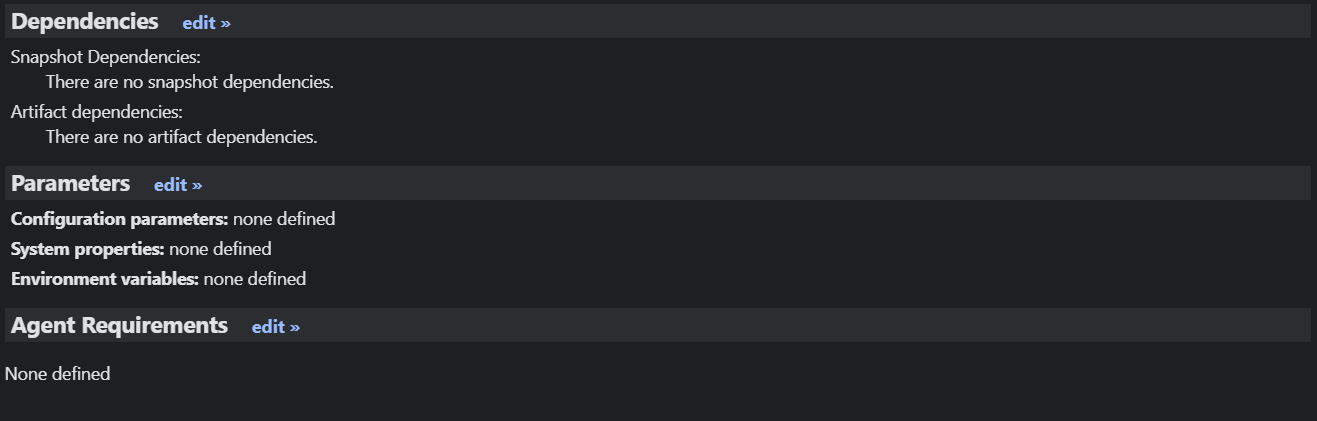 Dependencies edit »
Snapshot Dependencies:
There are no snapshot dependencies.
Artifact dependencies:
There are no artifact dependencies.
Parameters edit »
Configuration parameters: none defined
System properties: none defined
Environment variables: none defined
Agent Requirements edit »
None defined